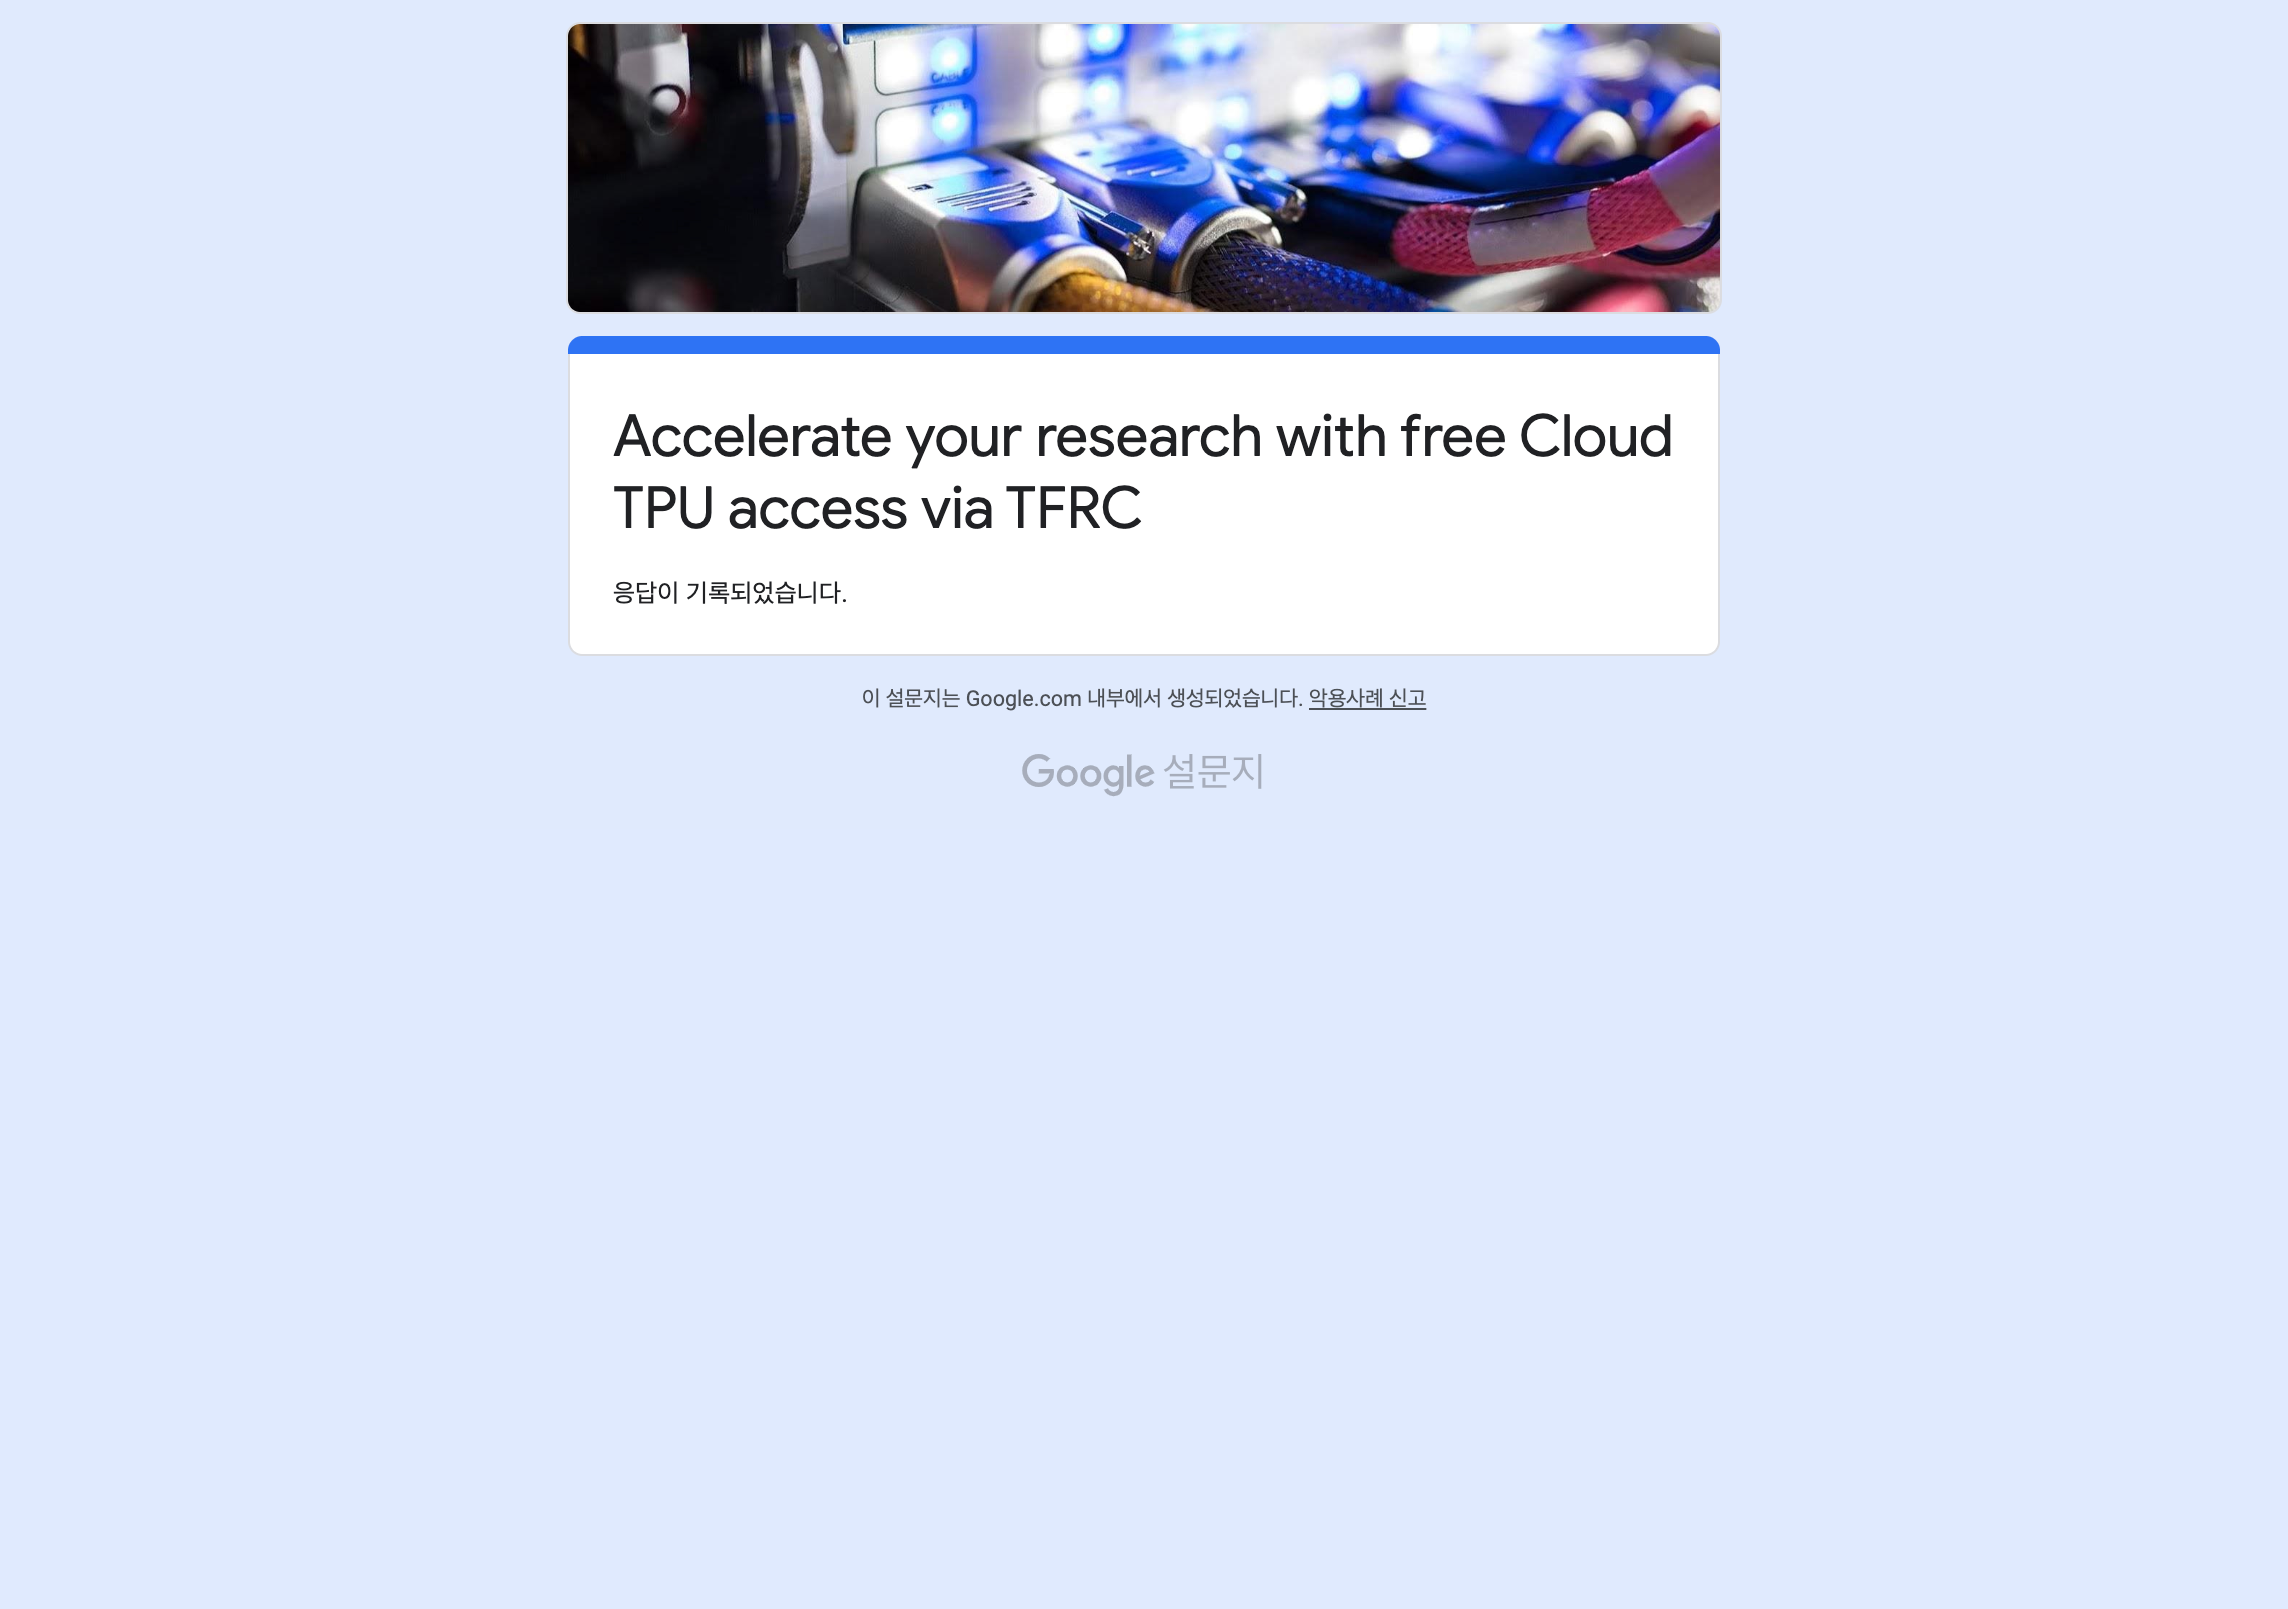 Accelerate your research with free Cloud
TPU access via TFRC
응답이 기록되었습니다.
이 설문지는 Google.com 내부에서 생성되었습니다. 악용사례 신고
Google 설문지